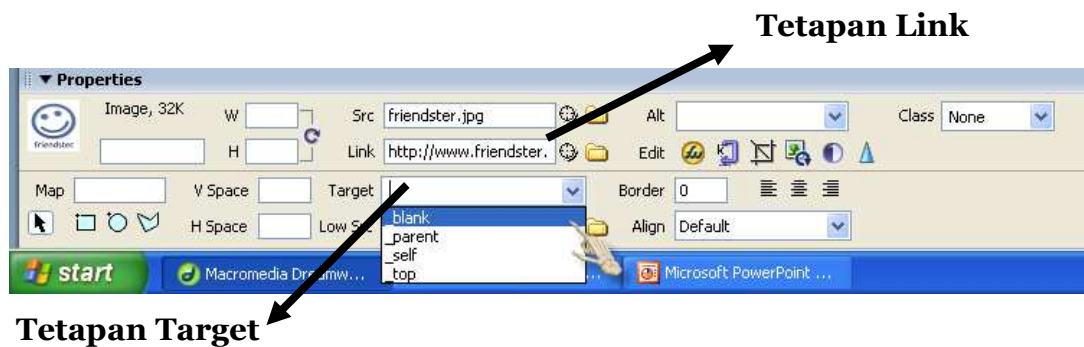 Tetapan Link
Properties
Image, 32K W Src friendster.jpg Alt Class None
friendster
H Link http://www.friendster. Edit
Map V Space Target Border 0
H Space Low Src Align Default
_blank
_parent
_self
_top
start Macromedia Dreamw... ... Microsoft PowerPoint ...
Tetapan Target